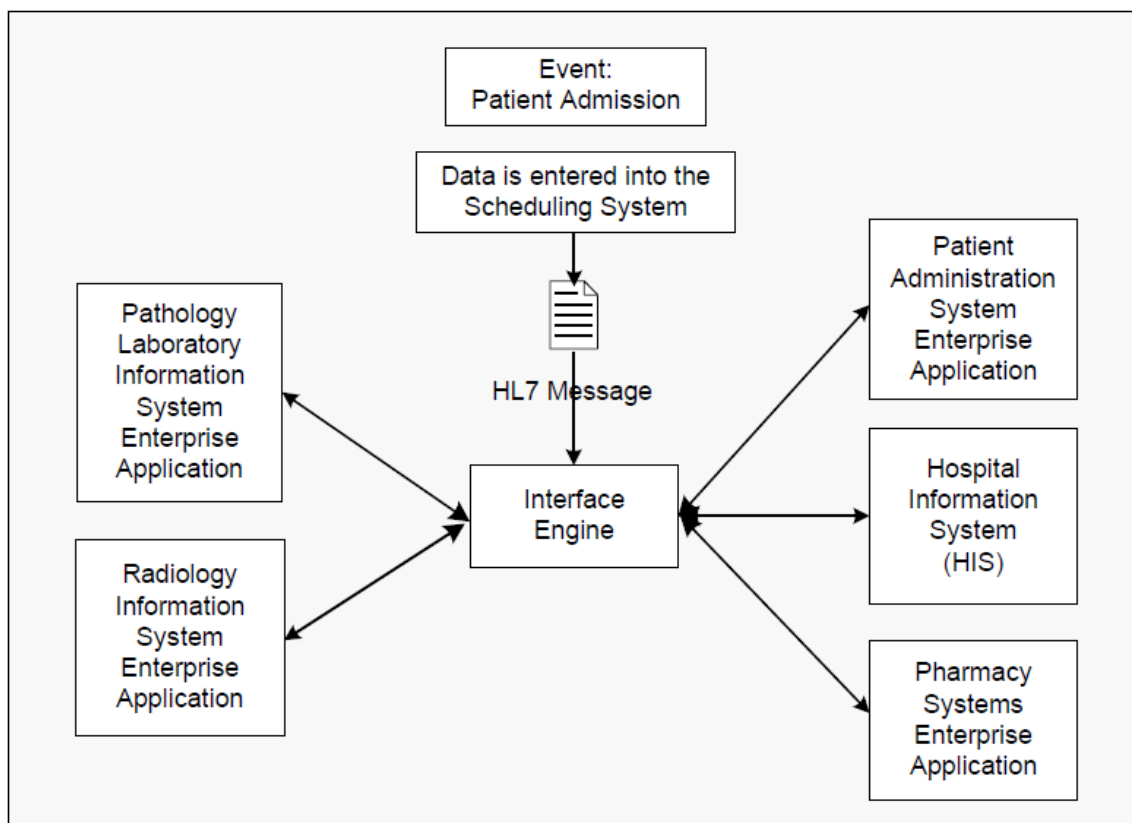 Event:
Patient Admission
Data is entered into the
Scheduling System
HL7 Message
Pathology
Laboratory
Information
System
Enterprise
Application
Radiology
Information
System
Enterprise
Application
Interface
Engine
Patient
Administration
System
Enterprise
Application
Hospital
Information
System
(HIS)
Pharmacy
Systems
Enterprise
Application